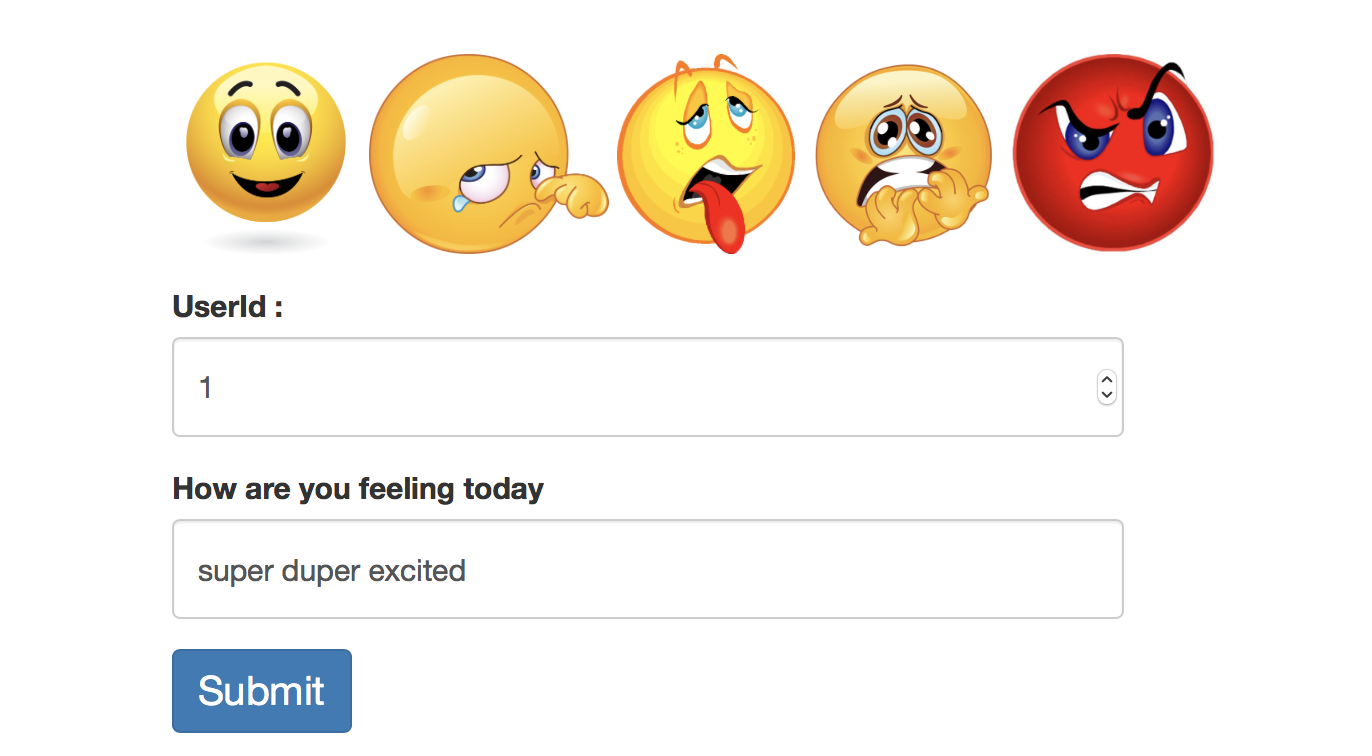 UserId :
1
How are you feeling today
super duper excited
Submit